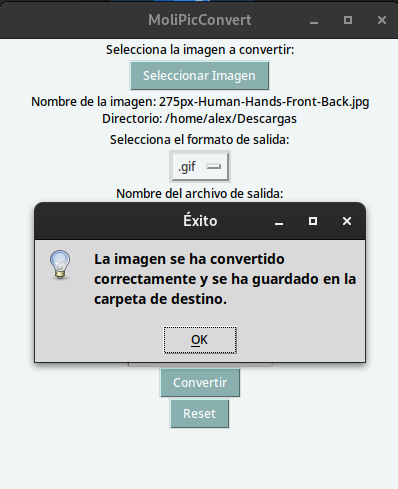 MoliPicConvert
Selecciona la imagen a convertir:
Seleccionar Imagen
Nombre de la imagen: 275px-Human-Hands-Front-Back.jpg
Directorio: /home/alex/Descargas
Selecciona el formato de salida:
.gif
Nombre del archivo de salida:
Éxito
La imagen se ha convertido
correctamente y se ha guardado en la
carpeta de destino.
OK
Convertir
Reset